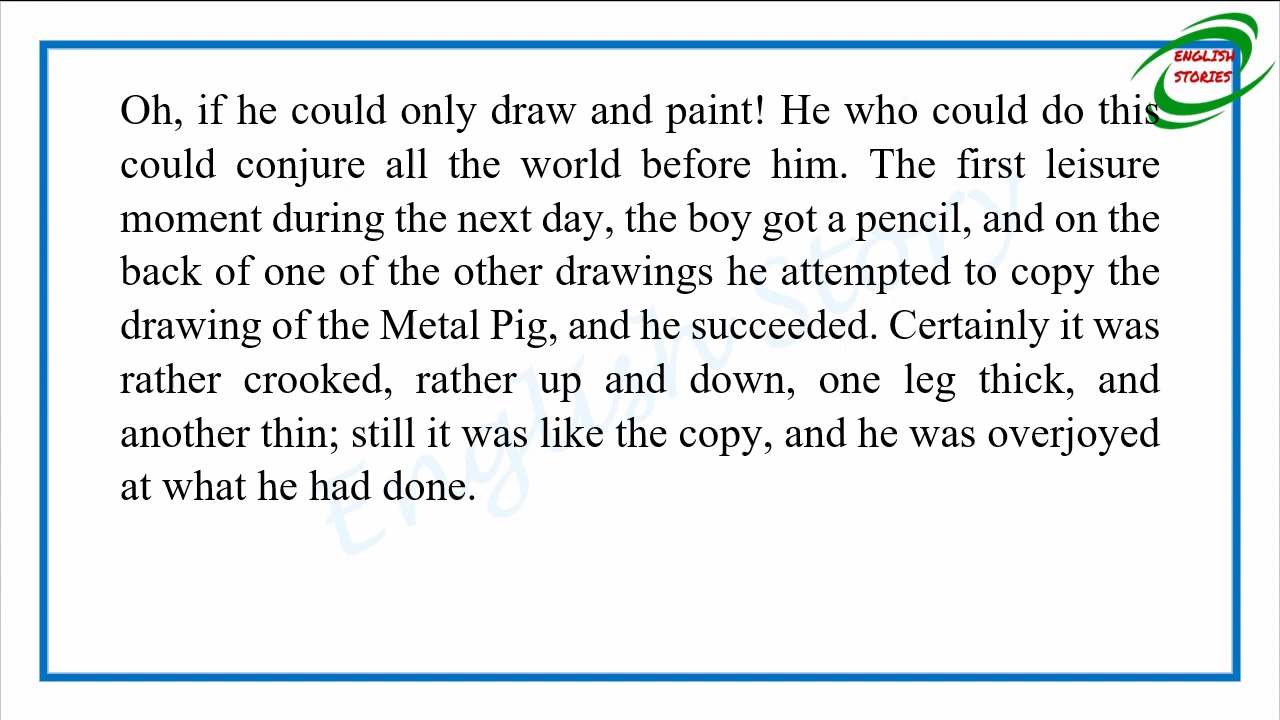 ENGLISH
STORIES
Oh, if he could only draw and paint! He who could do this
could conjure all the world before him. The first leisure
moment during the next day, the boy got a pencil, and on the
back of one of the other drawings he attempted to copy the
drawing of the Metal Pig, and he succeeded. Certainly it was
rather crooked, rather up and down, one leg thick, and
another thin; still it was like the copy, and he was overjoyed
at what he had done.
English Story